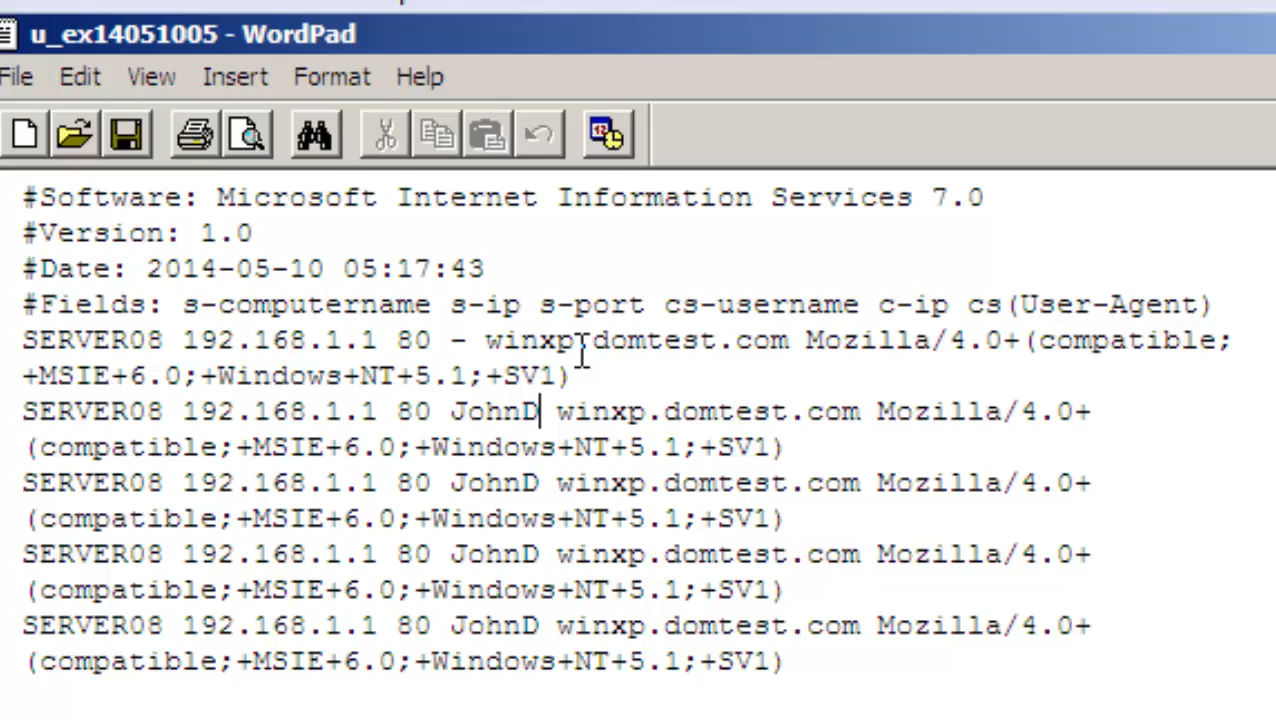 u_ex14051005 - WordPad
File Edit View Insert Format Help
#Software: Microsoft Internet Information Services 7.0
#Version: 1.0
#Date: 2014-05-10 05:17:43
#Fields: s-computername s-ip s-port cs-username c-ip cs(User-Agent)
SERVER08 192.168.1.1 80 - winxp.domtest.com Mozilla/4.0+(compatible;
+MSIE+6.0;+Windows+NT+5.1;+SV1)
SERVER08 192.168.1.1 80 JohnD winxp.domtest.com Mozilla/4.0+
(compatible;+MSIE+6.0;+Windows+NT+5.1;+SV1)
SERVER08 192.168.1.1 80 JohnD winxp.domtest.com Mozilla/4.0+
(compatible;+MSIE+6.0;+Windows+NT+5.1;+SV1)
SERVER08 192.168.1.1 80 JohnD winxp.domtest.com Mozilla/4.0+
(compatible;+MSIE+6.0;+Windows+NT+5.1;+SV1)
SERVER08 192.168.1.1 80 JohnD winxp.domtest.com Mozilla/4.0+
(compatible;+MSIE+6.0;+Windows+NT+5.1;+SV1)